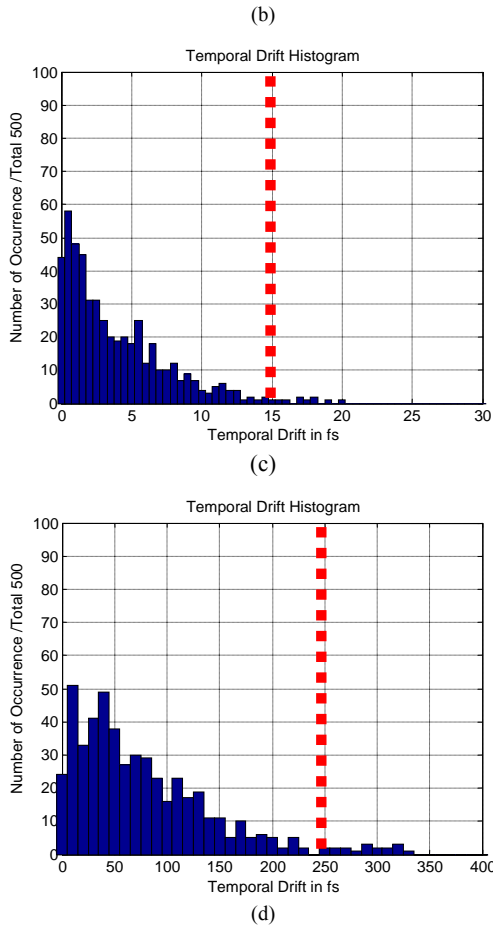 (b)
Temporal Drift Histogram
100
90
80
70
60
50
40
30
20
10
0
Number of Occurrence /Total 500
0 5 10 15 20 25 30
Temporal Drift in fs
(c)
Temporal Drift Histogram
100
90
80
70
60
50
40
30
20
10
0
Number of Occurrence /Total 500
0 50 100 150 200 250 300 350 400
Temporal Drift in fs
(d)